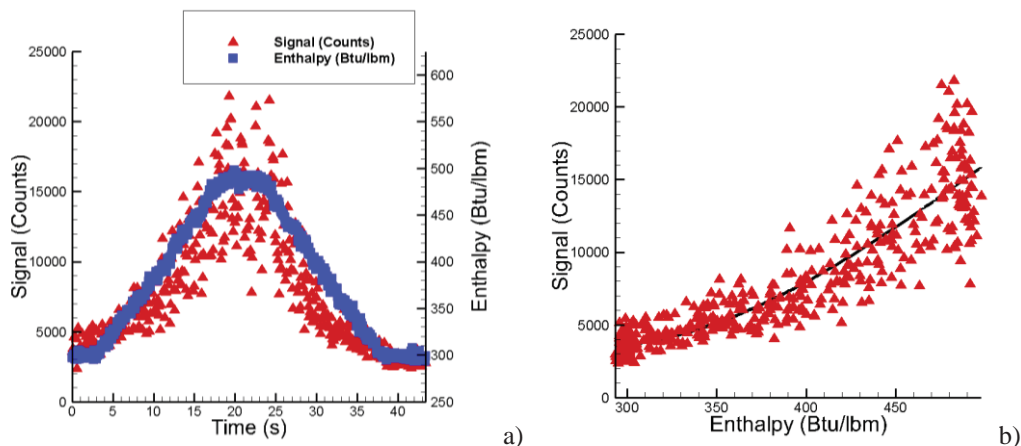 Signal (Counts)
Enthalpy (Btu/lbm)
25000
20000
15000
10000
5000
0
Signal (Counts)
600
550
500
450
400
350
300
250
Enthalpy (Btu/lbm)
0 5 10 15 20 25 30 35 40
Time (s)
a)
25000
20000
15000
10000
5000
0
Signal (Counts)
300 350 400 450
Enthalpy (Btu/lbm)
b)